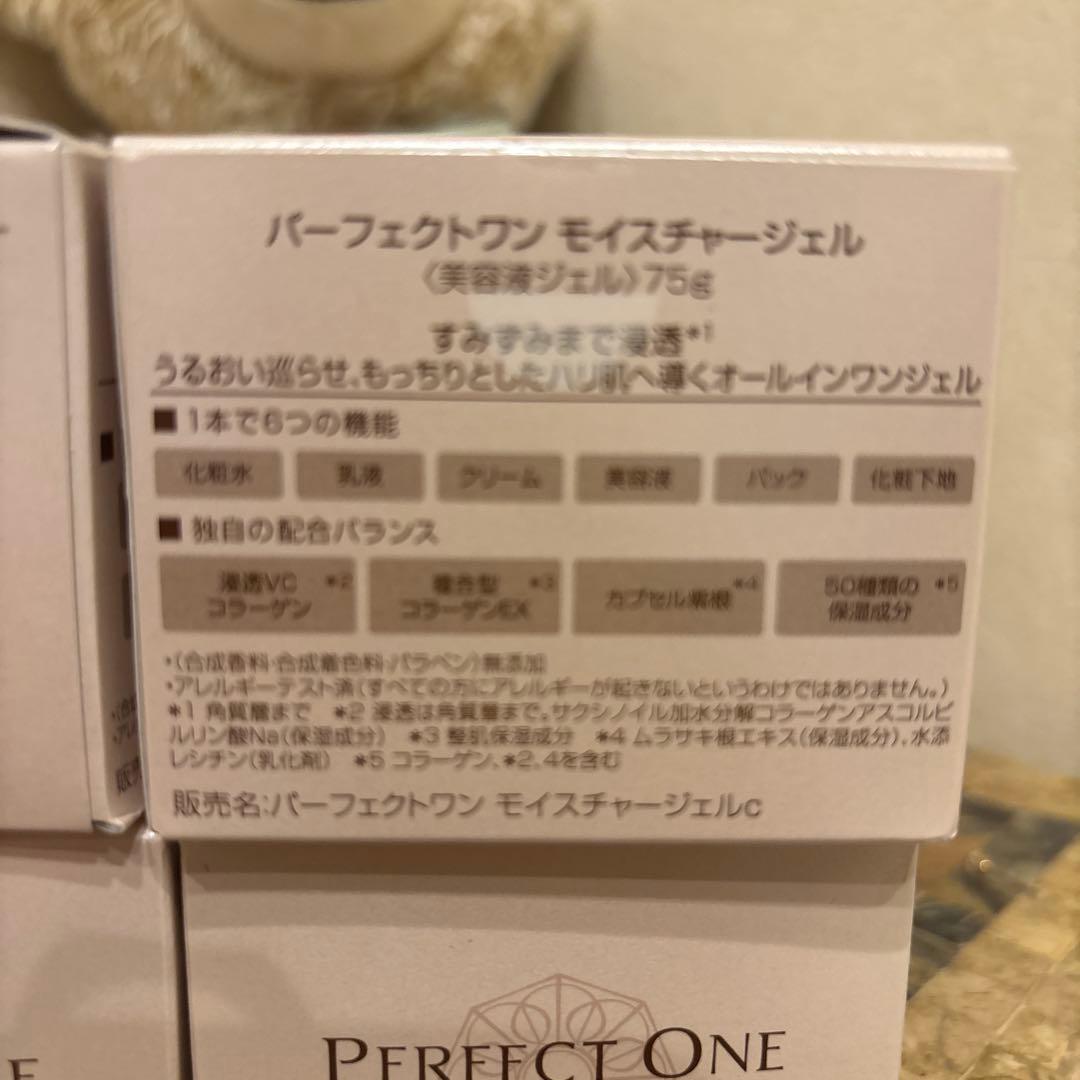 パーフェクトワン モイスチャージェル
〈美容液ジェル〉75g
すみずみまで浸透*1
うるおい巡らせ、もっちりとしたハリ肌へ導くオールインワンジェル
■ 1本で6つの機能
化粧水 乳液 クリーム 美容液 パック 化粧下地
■ 独自の配合バランス
浸透VC *2 複合型 *3 カプセル紫根*4 50種類の *5
コラーゲン コラーゲンEX 保湿成分
・(合成香料・合成着色料・パラベン)無添加
・アレルギーテスト済(すべての方にアレルギーが起きないというわけではありません。)
*1 角質層まで *2 浸透は角質層まで。サクシノイル加水分解コラーゲンアスコルビ
ルリン酸Na(保湿成分) *3 整肌保湿成分 *4 ムラサキ根エキス(保湿成分)、水添
レシチン(乳化剤) *5 コラーゲン、*2、4を含む
販売名:パーフェクトワン モイスチャージェルc
PERFECT ONE